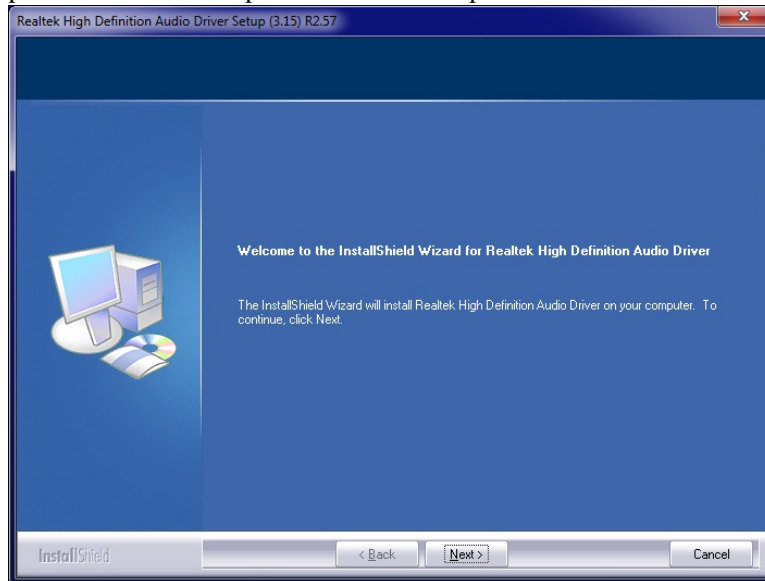 Realtek High Definition Audio Driver Setup (3.15) R2.57
Welcome to the InstallShield Wizard for Realtek High Definition Audio Driver
The InstallShield Wizard will install Realtek High Definition Audio Driver on your computer. To
continue, click Next.
InstallShield
< Back
Next >
Cancel